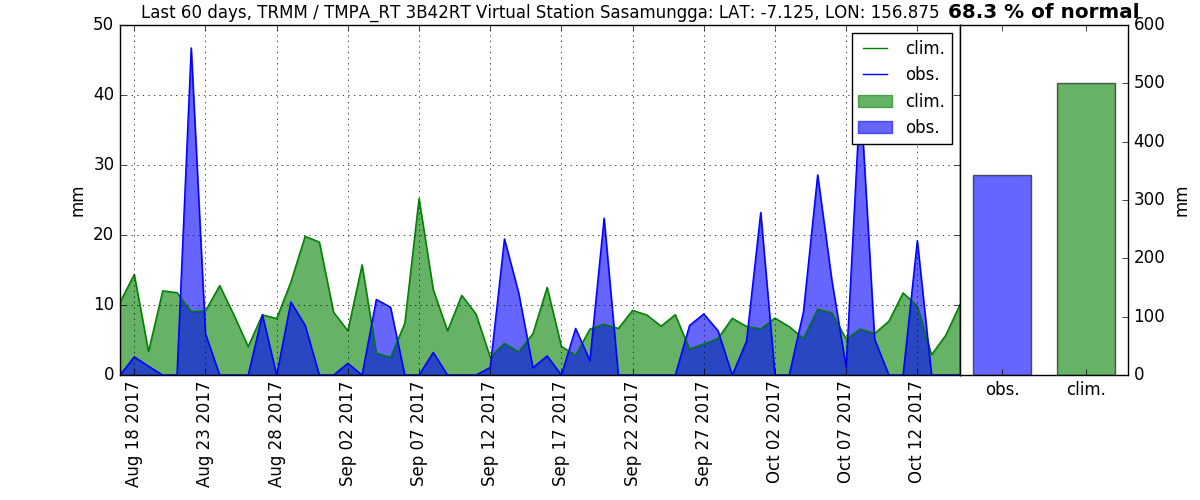 Last 60 days, TRMM / TMPA_RT 3B42RT Virtual Station Sasamungga: LAT: -7.125, LON: 156.875 68.3 % of normal
50
40
30
20
10
0
mm
clim.
obs.
clim.
obs.
Aug 18 2017
Aug 23 2017
Aug 28 2017
Sep 02 2017
Sep 07 2017
Sep 12 2017
Sep 17 2017
Sep 22 2017
Sep 27 2017
Oct 02 2017
Oct 07 2017
Oct 12 2017
600
500
400
300
200
100
0
mm
obs.
clim.